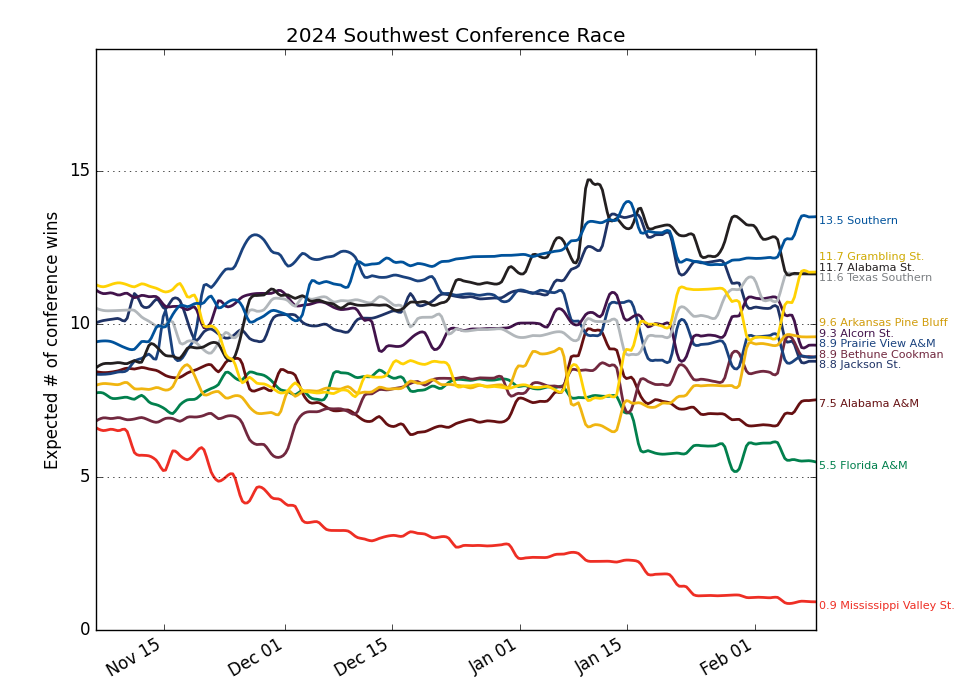 2024 Southwest Conference Race
Expected # of conference wins
15
10
5
0
Nov 15
Dec 01
Dec 15
Jan 01
Jan 15
Feb 01
13.5 Southern
11.7 Grambling St.
11.7 Alabama St.
11.6 Texas Southern
9.6 Arkansas Pine Bluff
9.3 Alcorn St.
8.9 Prairie View A&M
8.9 Bethune Cookman
8.8 Jackson St.
7.5 Alabama A&M
5.5 Florida A&M
0.9 Mississippi Valley St.